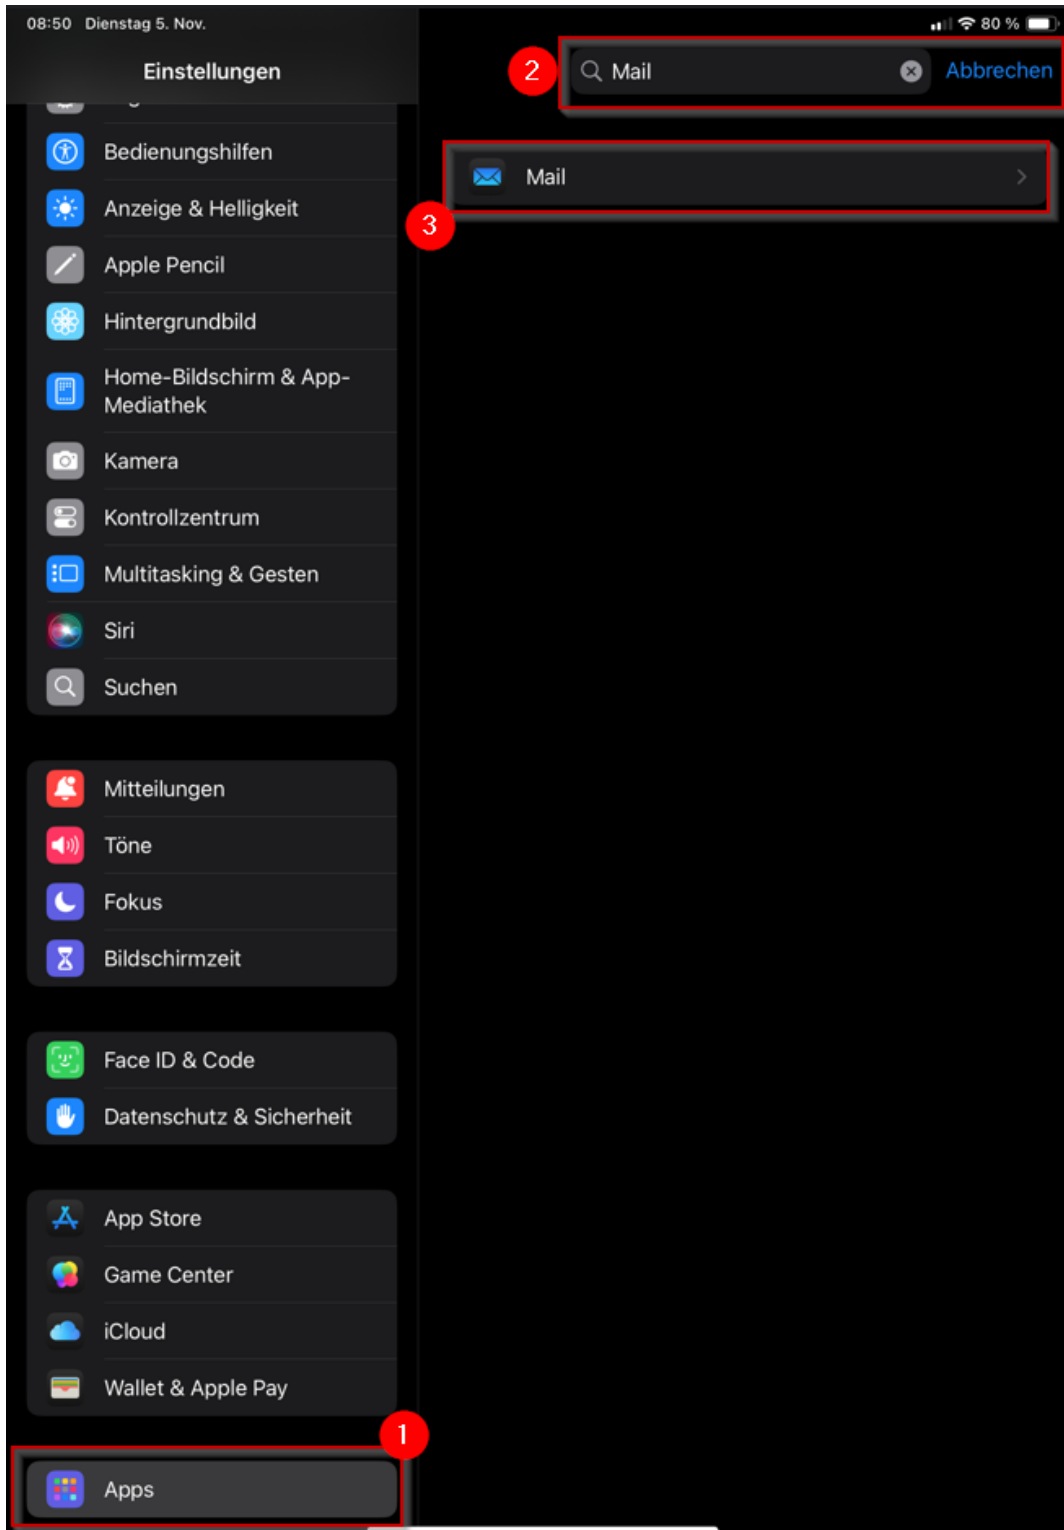 08:50 Dienstag 5. Nov.
80 %
Einstellungen
2
Mail
Abbrechen
Bedienungshilfen
Mail
3
Anzeige & Helligkeit
Apple Pencil
Hintergrundbild
Home-Bildschirm & App-
Mediathek
Kamera
Kontrollzentrum
Multitasking & Gesten
Siri
Suchen
Mitteilungen
Töne
Fokus
Bildschirmzeit
Face ID & Code
Datenschutz & Sicherheit
App Store
Game Center
iCloud
Wallet & Apple Pay
1
Apps